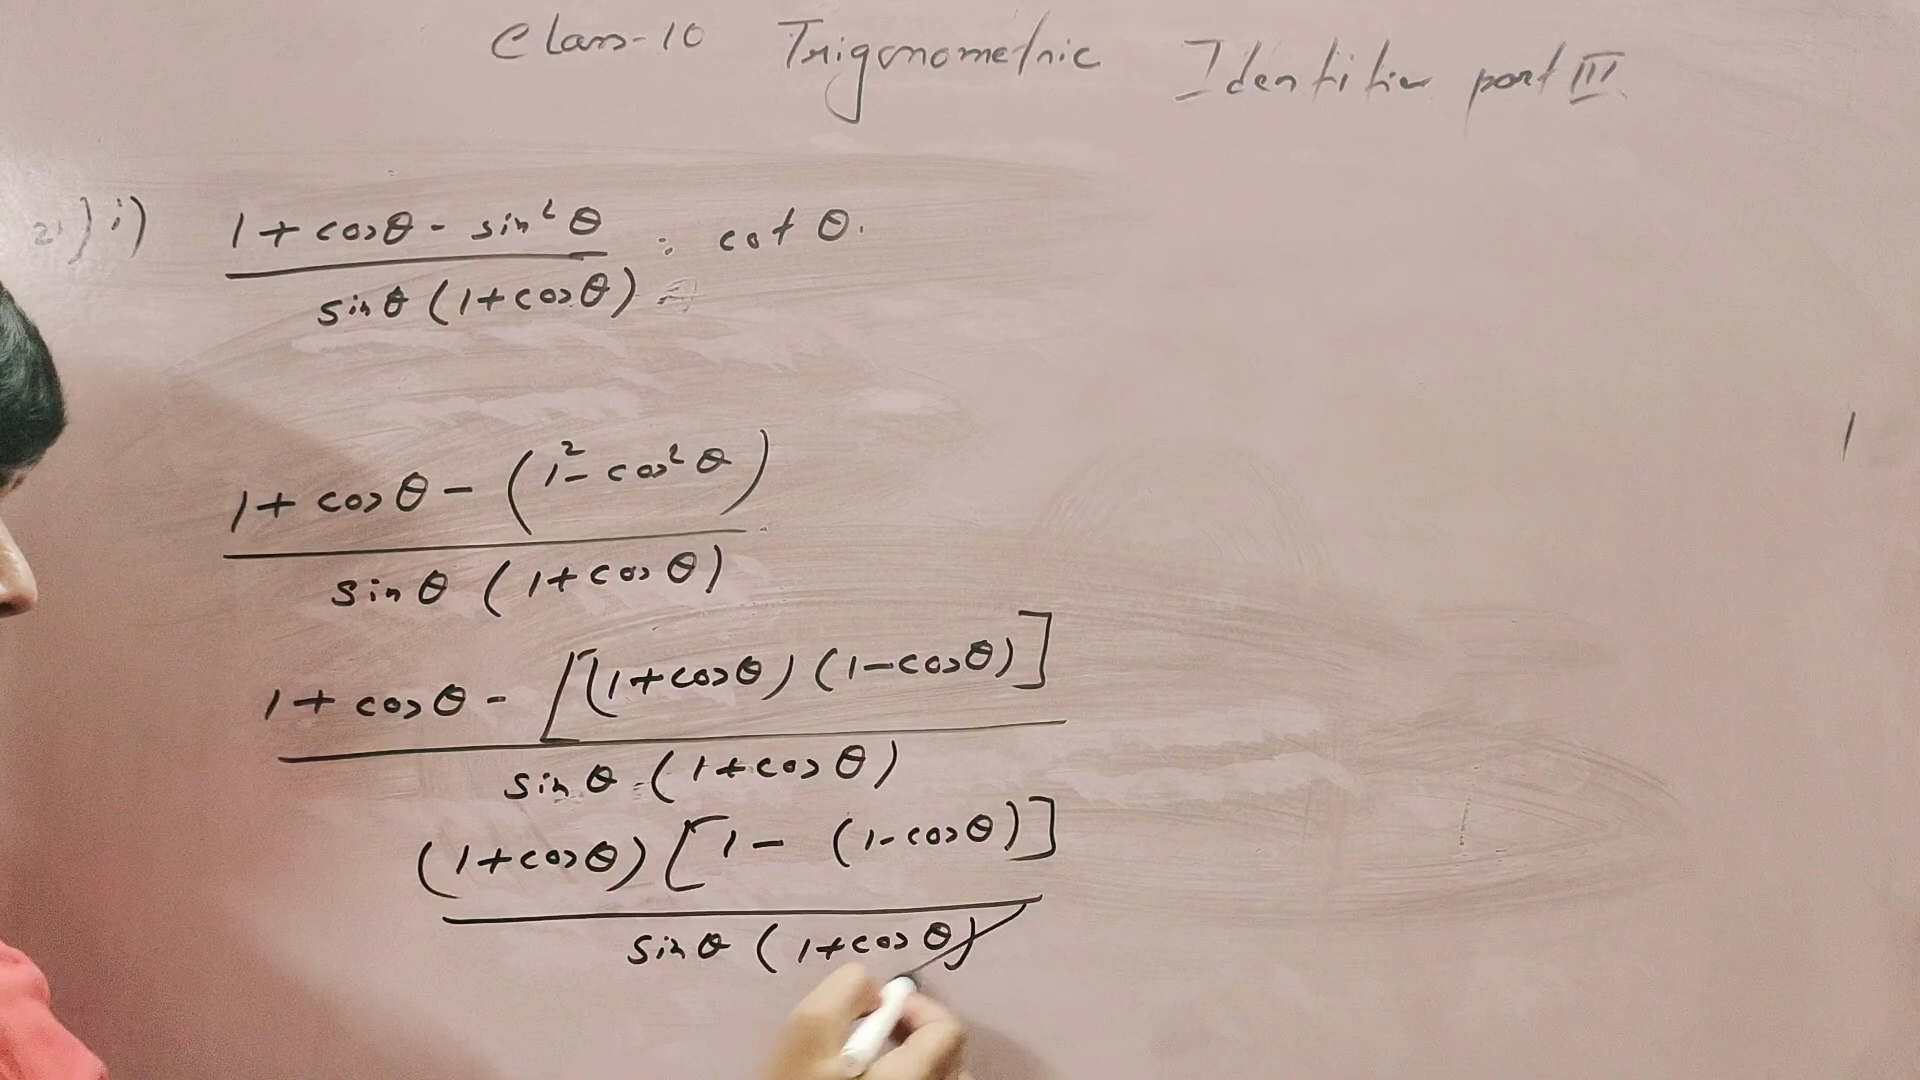 Class-10 Trigonometric Identities part III
2) i) 1 + cosθ - sin²θ = cot θ.
sinθ (1+cosθ)
1 + cosθ - (1² - cos²θ)
sinθ (1+cosθ)
1 + cosθ - [(1+cosθ) (1-cosθ)]
sinθ (1+cosθ)
(1+cosθ) [1 - (1-cosθ)]
sinθ (1+cosθ)